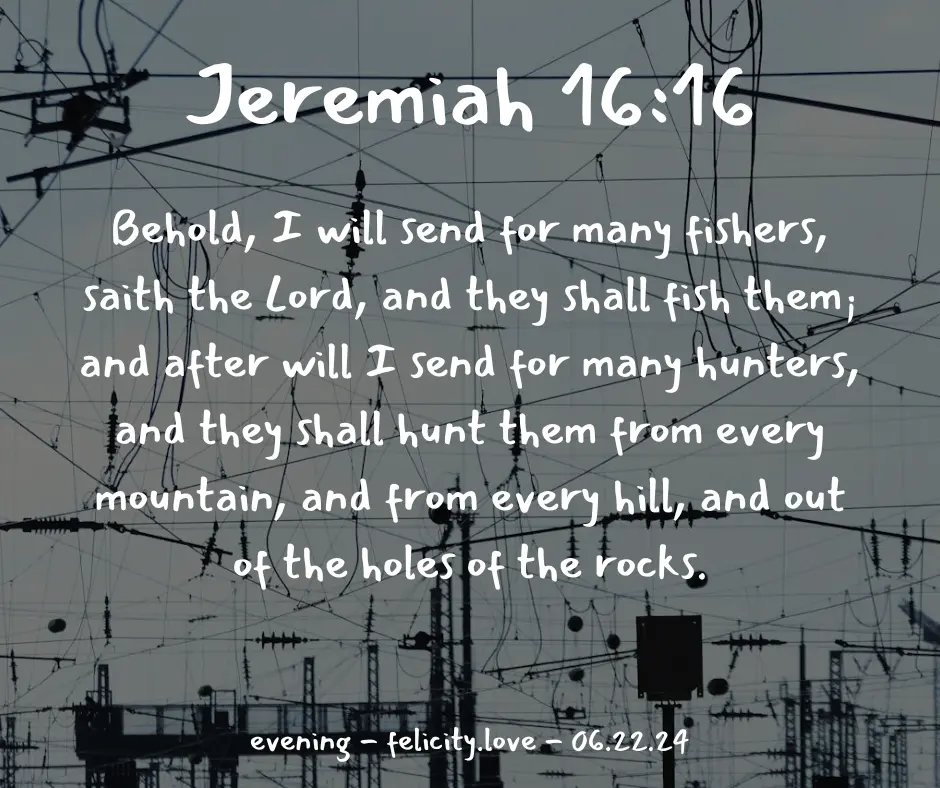 Jeremiah 16:16
Behold, I will send for many fishers,
saith the Lord, and they shall fish them;
and after will I send for many hunters,
and they shall hunt them from every
mountain, and from every hill, and out
of the holes of the rocks.
evening - felicity.love - 06.22.24